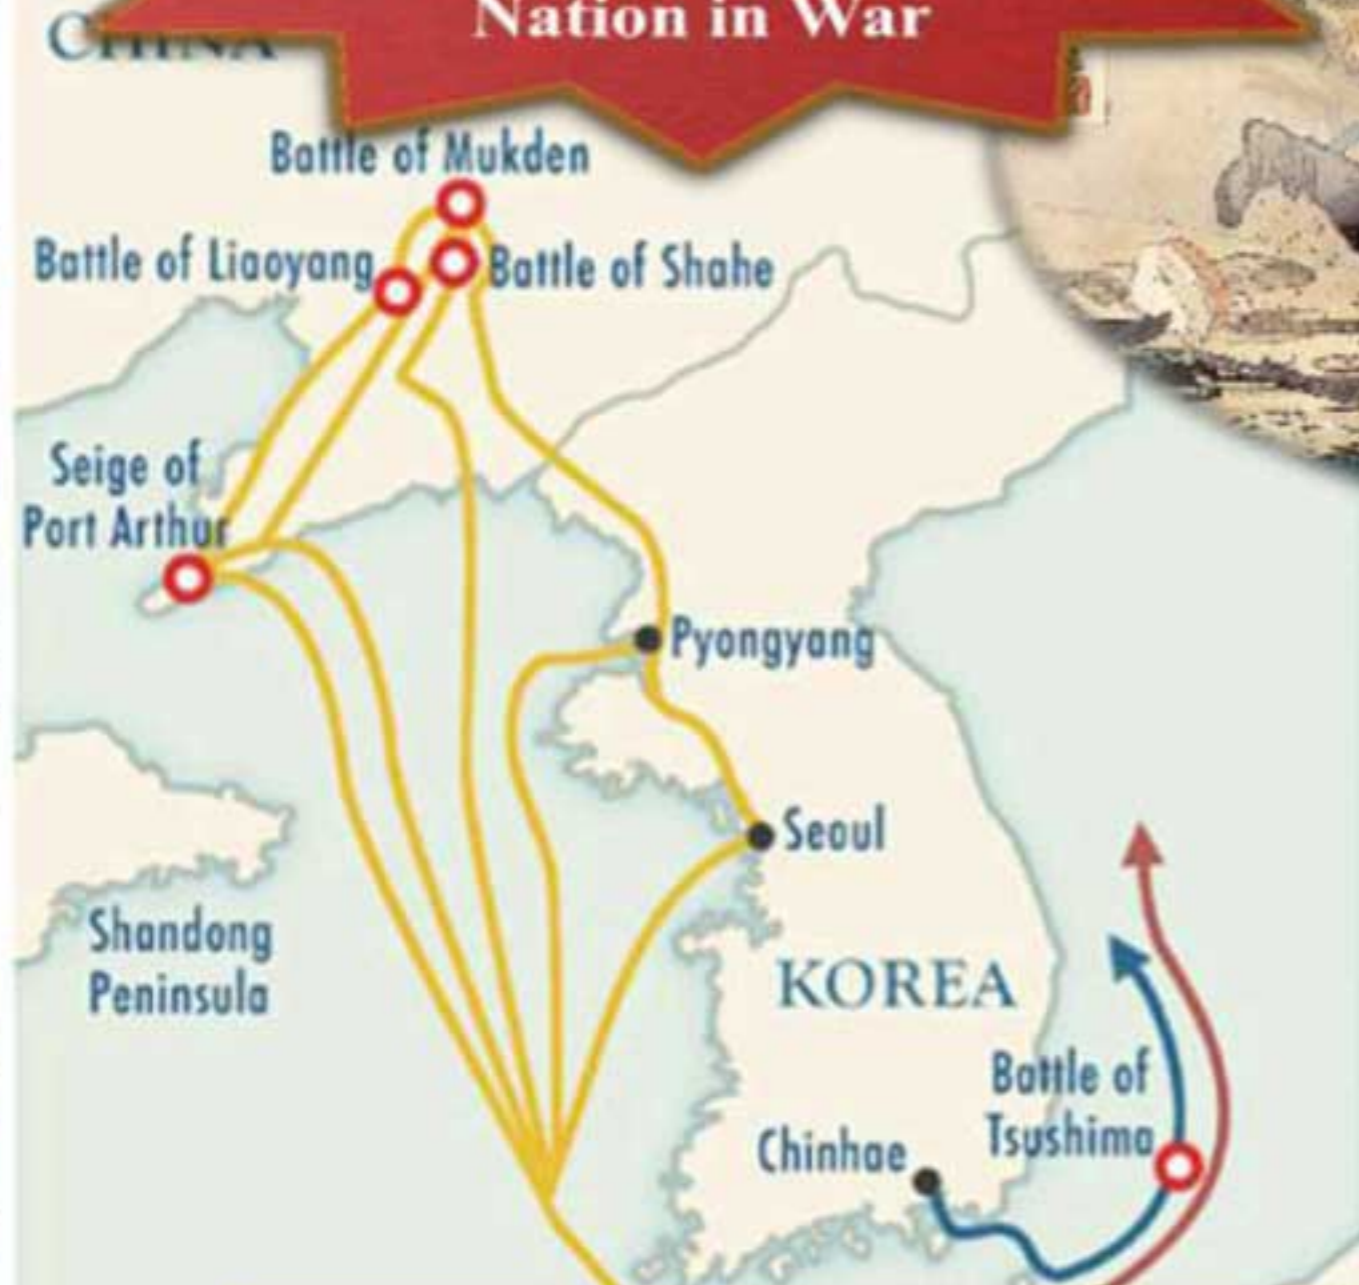 Nation in War
CHINA
Battle of Mukden
Battle of Liaoyang
Battle of Shahe
Seige of
Port Arthur
Pyongyang
Seoul
Shandong
Peninsula
KOREA
Battle of
Tsushima
Chinhae